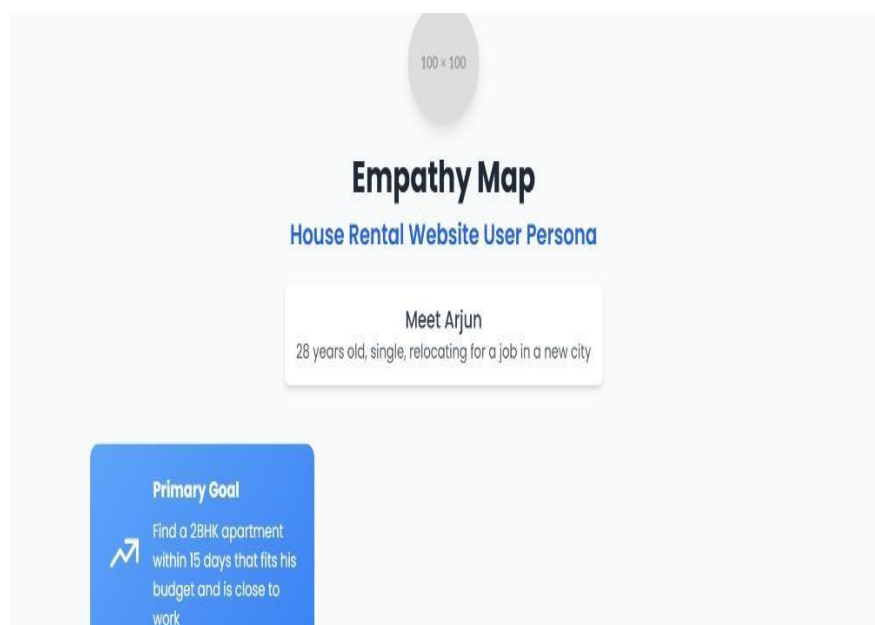 100 × 100
Empathy Map
House Rental Website User Persona
Meet Arjun
28 years old, single, relocating for a job in a new city
Primary Goal
Find a 2BHK apartment
within 15 days that fits his
budget and is close to
work